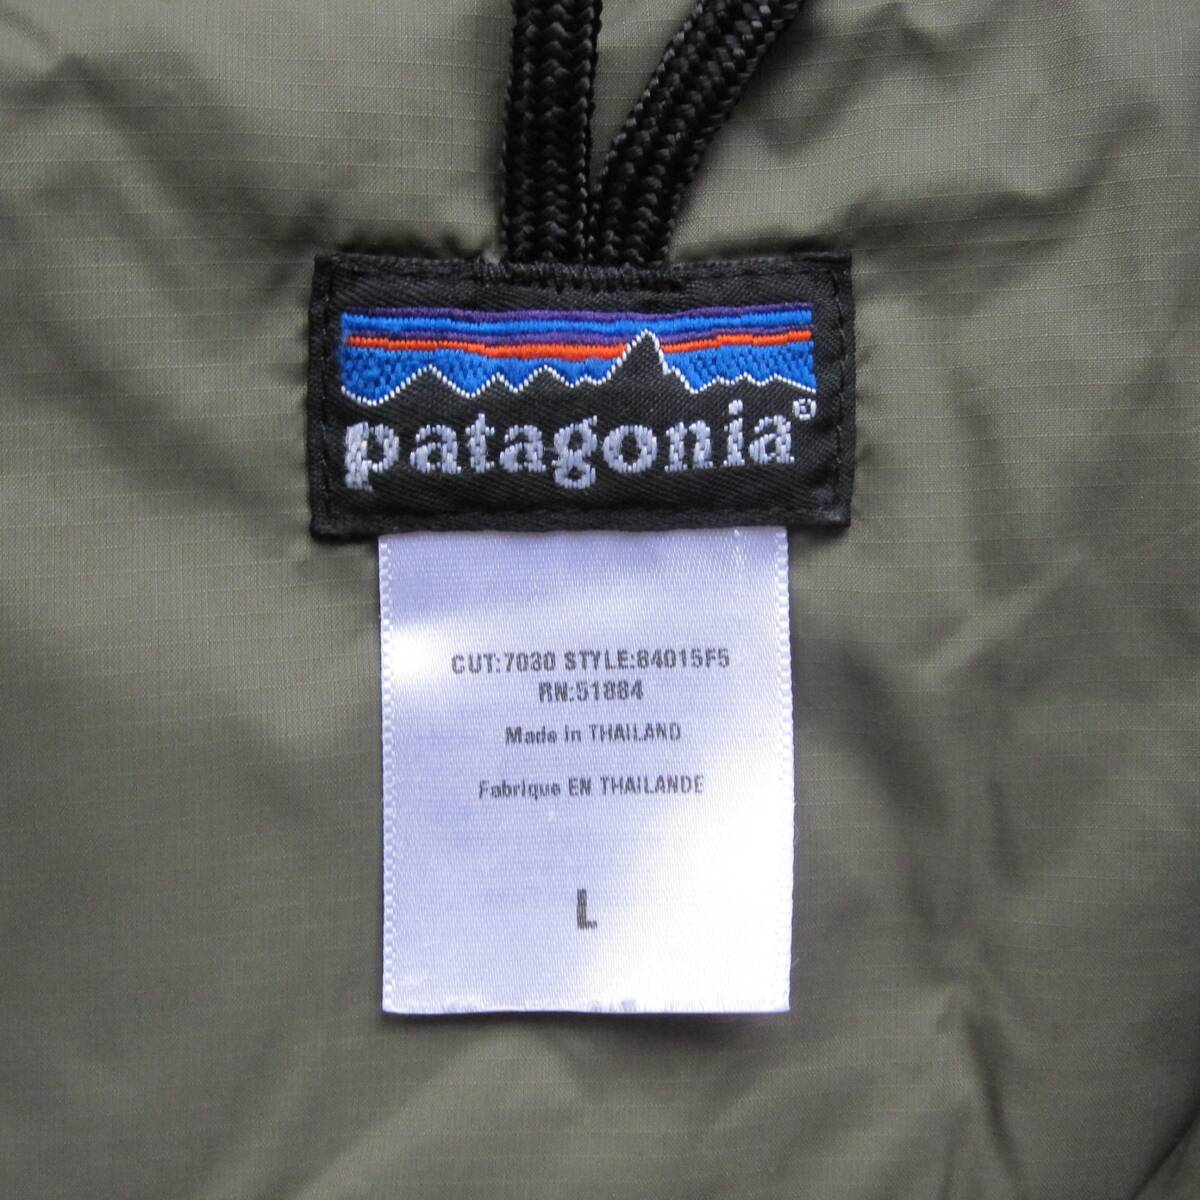 patagonia®
CUT:7030 STYLE:84015F5
RN:51884
Made in THAILAND
Fabrique EN THAILANDE
L